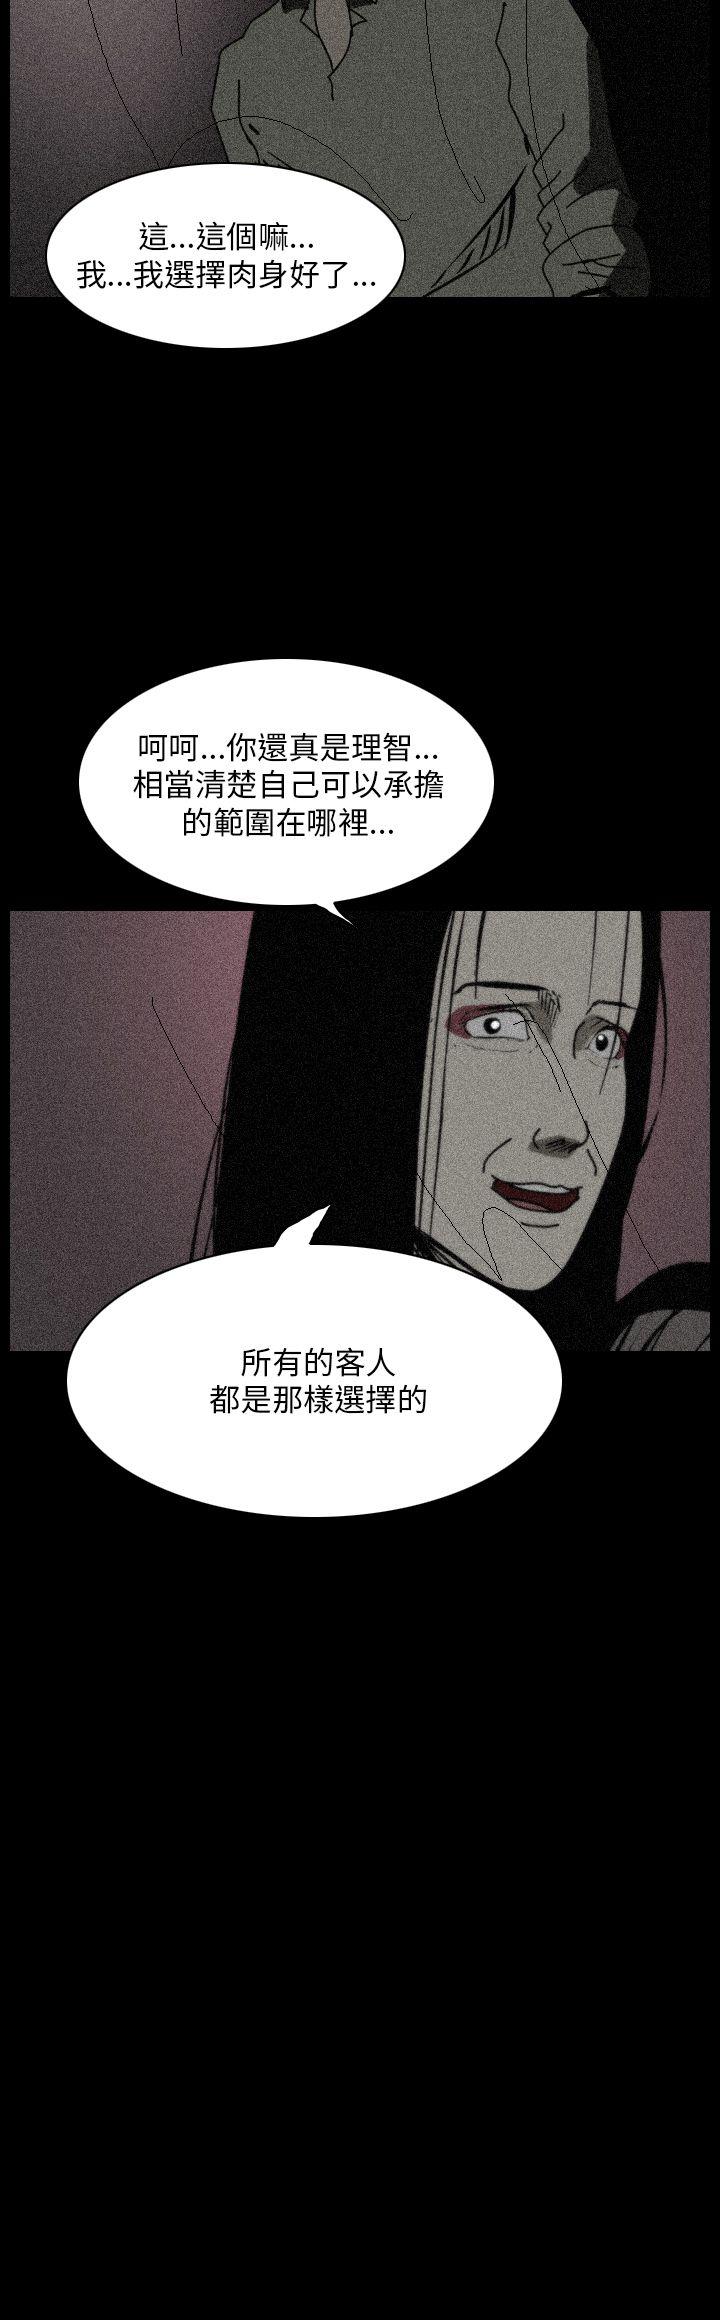 這...這個嘛...
我...我選擇肉身好了...
呵呵...你還真是理智...
相當清楚自己可以承擔
的範圍在哪裡...
所有的客人
都是那樣選擇的